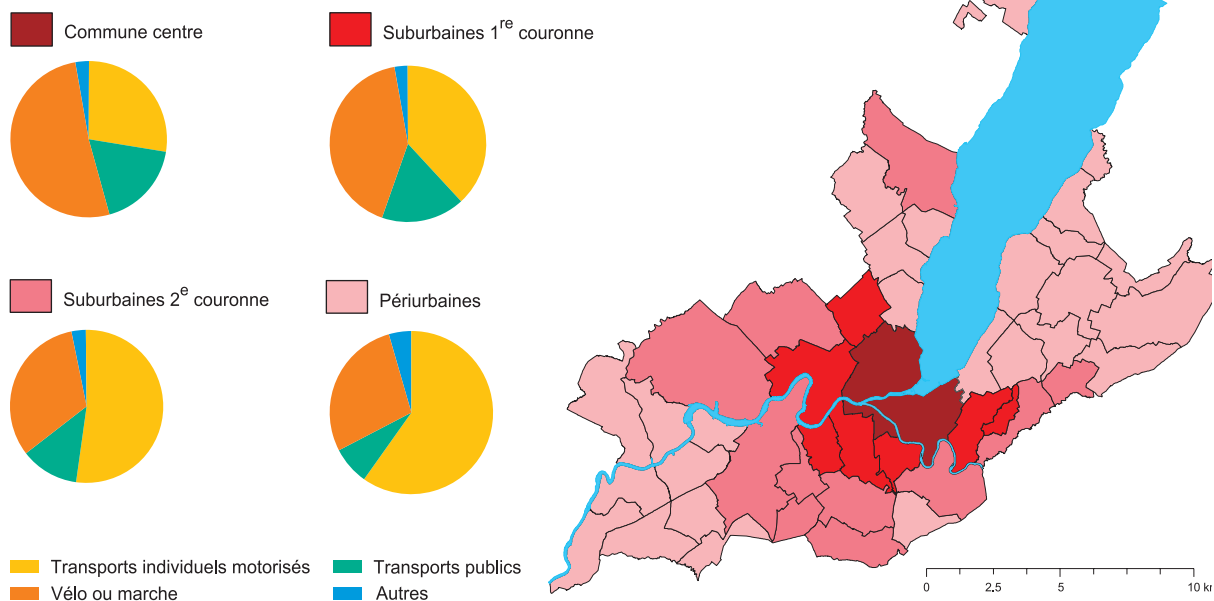 Commune centre
Suburbaines 1re couronne
Suburbaines 2e couronne
Périurbaines
Transports individuels motorisés
Transports publics
Vélo ou marche
Autres
0 2,5 5 10 km